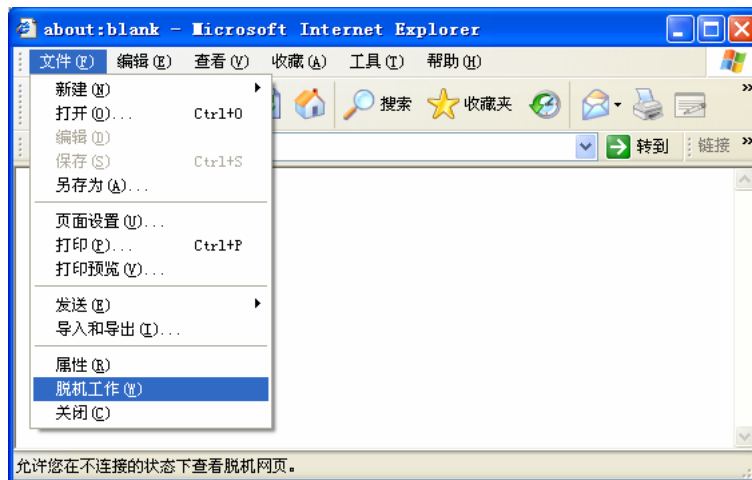 about:blank - Microsoft Internet Explorer
文件(F) 编辑(E) 查看(V) 收藏(A) 工具(T) 帮助(H)
搜索 收藏夹 »
转到 链接 »
新建(N)
打开(O)... Ctrl+O
编辑(D)
保存(S) Ctrl+S
另存为(A)...
页面设置(U)...
打印(P)... Ctrl+P
打印预览(V)...
发送(E)
导入和导出(I)...
属性(R)
脱机工作(W)
关闭(C)
允许您在不连接的状态下查看脱机网页。